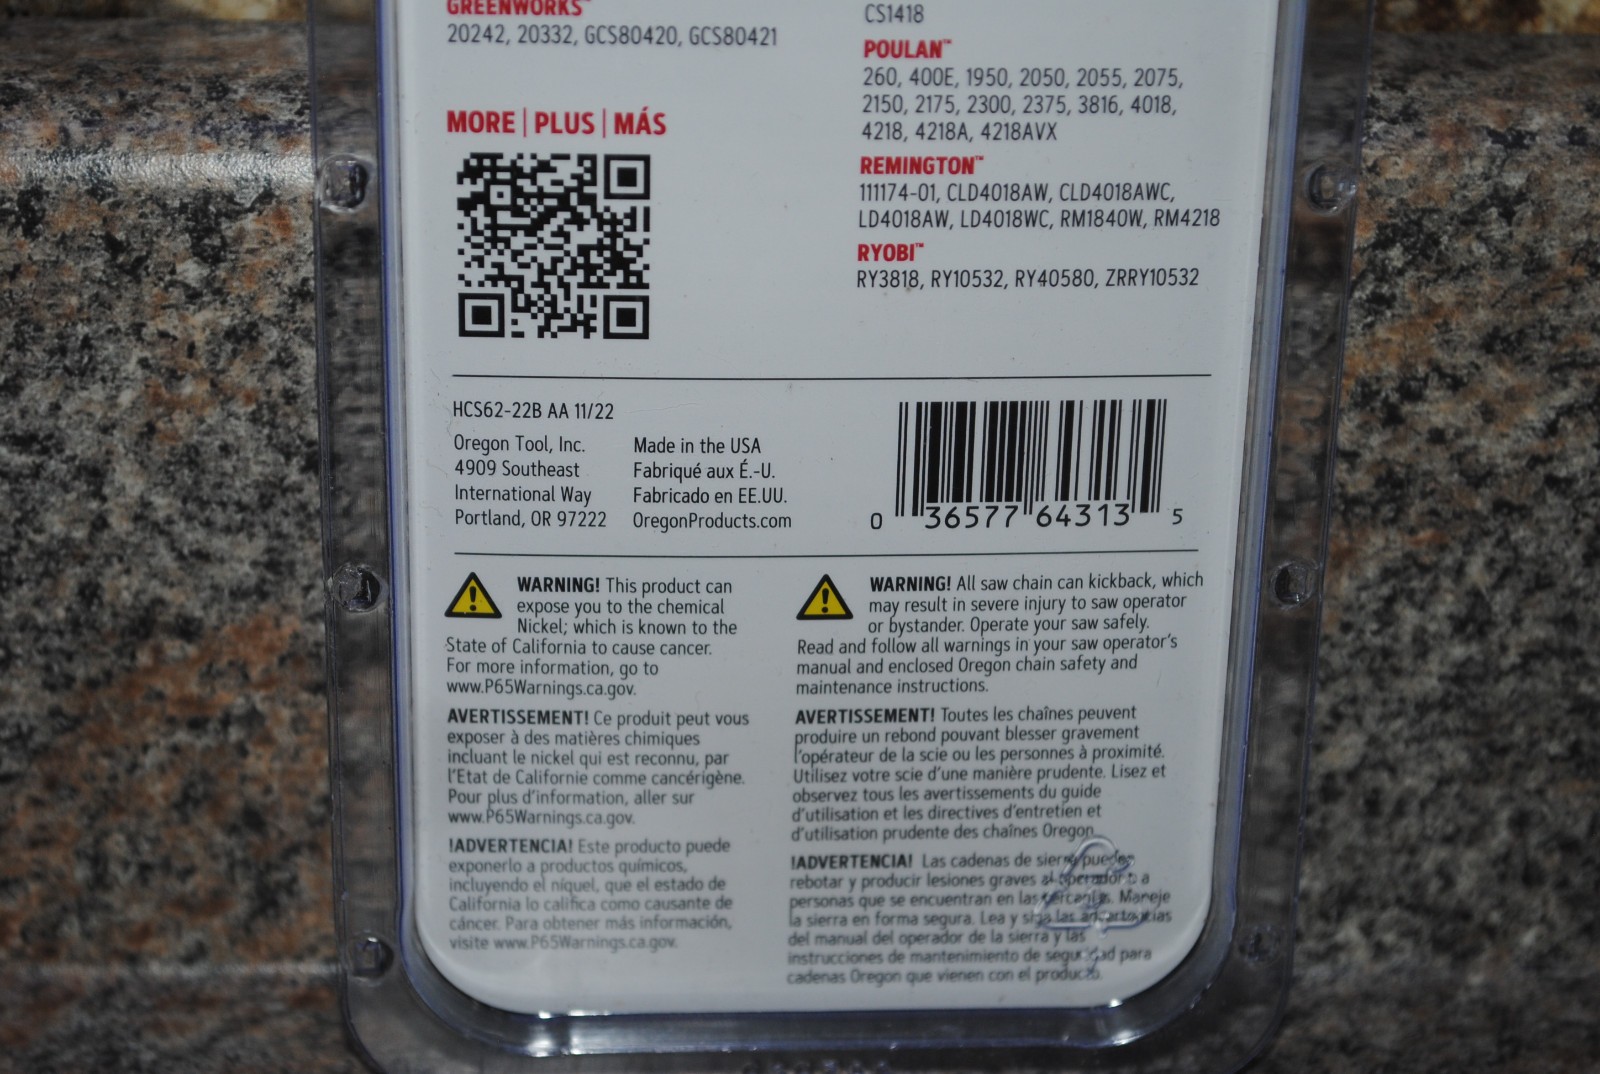 GREENWORKS™
20242, 20332, GCS80420, GCS80421
MORE | PLUS | MÁS
CS1418
POULAN™
260, 400E, 1950, 2050, 2055, 2075,
2150, 2175, 2300, 2375, 3816, 4018,
4218, 4218A, 4218AVX
REMINGTON™
111174-01, CLD4018AW, CLD4018AWC,
LD4018AW, LD4018WC, RM1840W, RM4218
RYOBI™
RY3818, RY10532, RY40580, ZRRY10532
HCS62-22B AA 11/22
Oregon Tool, Inc.
4909 Southeast
International Way
Portland, OR 97222
Made in the USA
Fabriqué aux É.-U.
Fabricado en EE.UU.
OregonProducts.com
0 36577 64313 5
WARNING! This product can
expose you to the chemical
Nickel; which is known to the
State of California to cause cancer.
For more information, go to
www.P65Warnings.ca.gov.
AVERTISSEMENT! Ce produit peut vous
exposer à des matières chimiques
incluant le nickel qui est reconnu, par
l'Etat de Californie comme cancérigène.
Pour plus d'information, aller sur
www.P65Warnings.ca.gov.
!ADVERTENCIA! Este producto puede
exponerlo a productos químicos,
incluyendo el níquel, que el estado de
California lo califica como causante de
cáncer. Para obtener más información,
visite www.P65Warnings.ca.gov.
WARNING! All saw chain can kickback, which
may result in severe injury to saw operator
or bystander. Operate your saw safely.
Read and follow all warnings in your saw operator's
manual and enclosed Oregon chain safety and
maintenance instructions.
AVERTISSEMENT! Toutes les chaînes peuvent
produire un rebond pouvant blesser gravement
l'opérateur de la scie ou les personnes à proximité.
Utilisez votre scie d'une manière prudente. Lisez et
observez tous les avertissements du guide
d'utilisation et les directives d'entretien et
d'utilisation prudente des chaînes Oregon.
!ADVERTENCIA! Las cadenas de sierra pueden
rebotar y producir lesiones graves al operador o a
personas que se encuentran en las cercanías. Maneje
la sierra en forma segura. Lea y siga las advertencias
del manual del operador de la sierra y las
instrucciones de mantenimiento de seguridad para
cadenas Oregon que vienen con el producto.